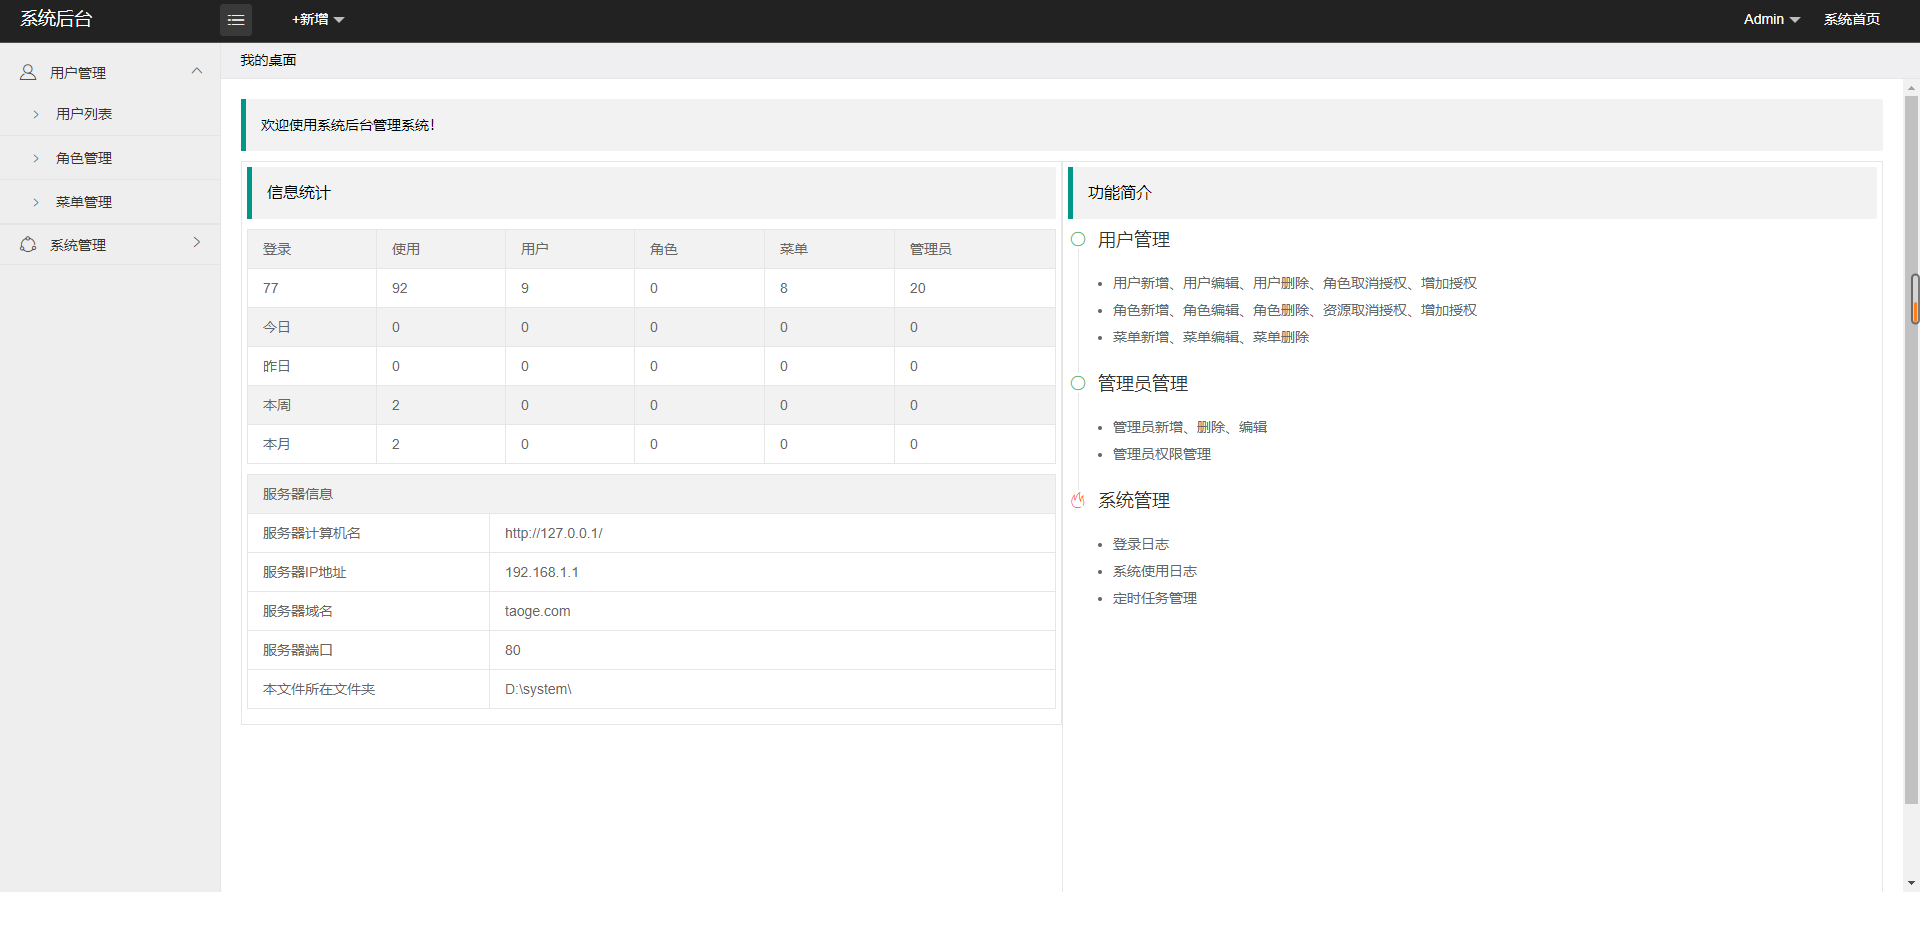 系统后台
+新增
Admin
系统首页
用户管理
用户列表
角色管理
菜单管理
系统管理
我的桌面
欢迎使用系统后台管理系统!
信息统计
登录 使用 用户 角色 菜单 管理员
77 92 9 0 8 20
今日 0 0 0 0 0
昨日 0 0 0 0 0
本周 2 0 0 0 0
本月 2 0 0 0 0
服务器信息
服务器计算机名 http://127.0.0.1/
服务器IP地址 192.168.1.1
服务器域名 taoge.com
服务器端口 80
本文件所在文件夹 D:\system\
功能简介
用户管理
用户新增、用户编辑、用户删除、角色取消授权、增加授权
角色新增、角色编辑、角色删除、资源取消授权、增加授权
菜单新增、菜单编辑、菜单删除
管理员管理
管理员新增、删除、编辑
管理员权限管理
系统管理
登录日志
系统使用日志
定时任务管理